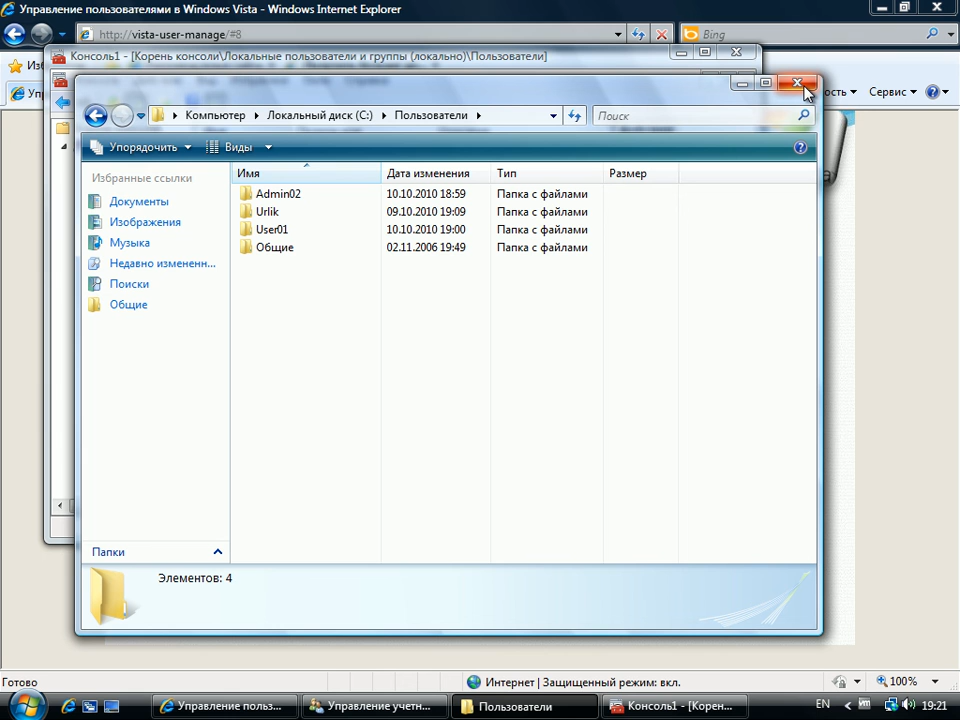 Управление пользователями в Windows Vista - Windows Internet Explorer
http://vista-user-manage/#8
Bing
Консоль1 - [Корень консоли\Локальные пользователи и группы (локально)\Пользователи]
Сервис
Компьютер
Локальный диск (C:)
Пользователи
Поиск
Упорядочить
Виды
Избранные ссылки
Документы
Изображения
Музыка
Недавно измененн...
Поиски
Общие
Имя Дата изменения Тип Размер
Admin02 10.10.2010 18:59 Папка с файлами
Urlik 09.10.2010 19:09 Папка с файлами
User01 10.10.2010 19:00 Папка с файлами
Общие 02.11.2006 19:49 Папка с файлами
Папки
Элементов: 4
Готово
Интернет | Защищенный режим: вкл.
100%
Управление польз...
Управление учетн...
Пользователи
Консоль1 - [Корен...
EN
19:21